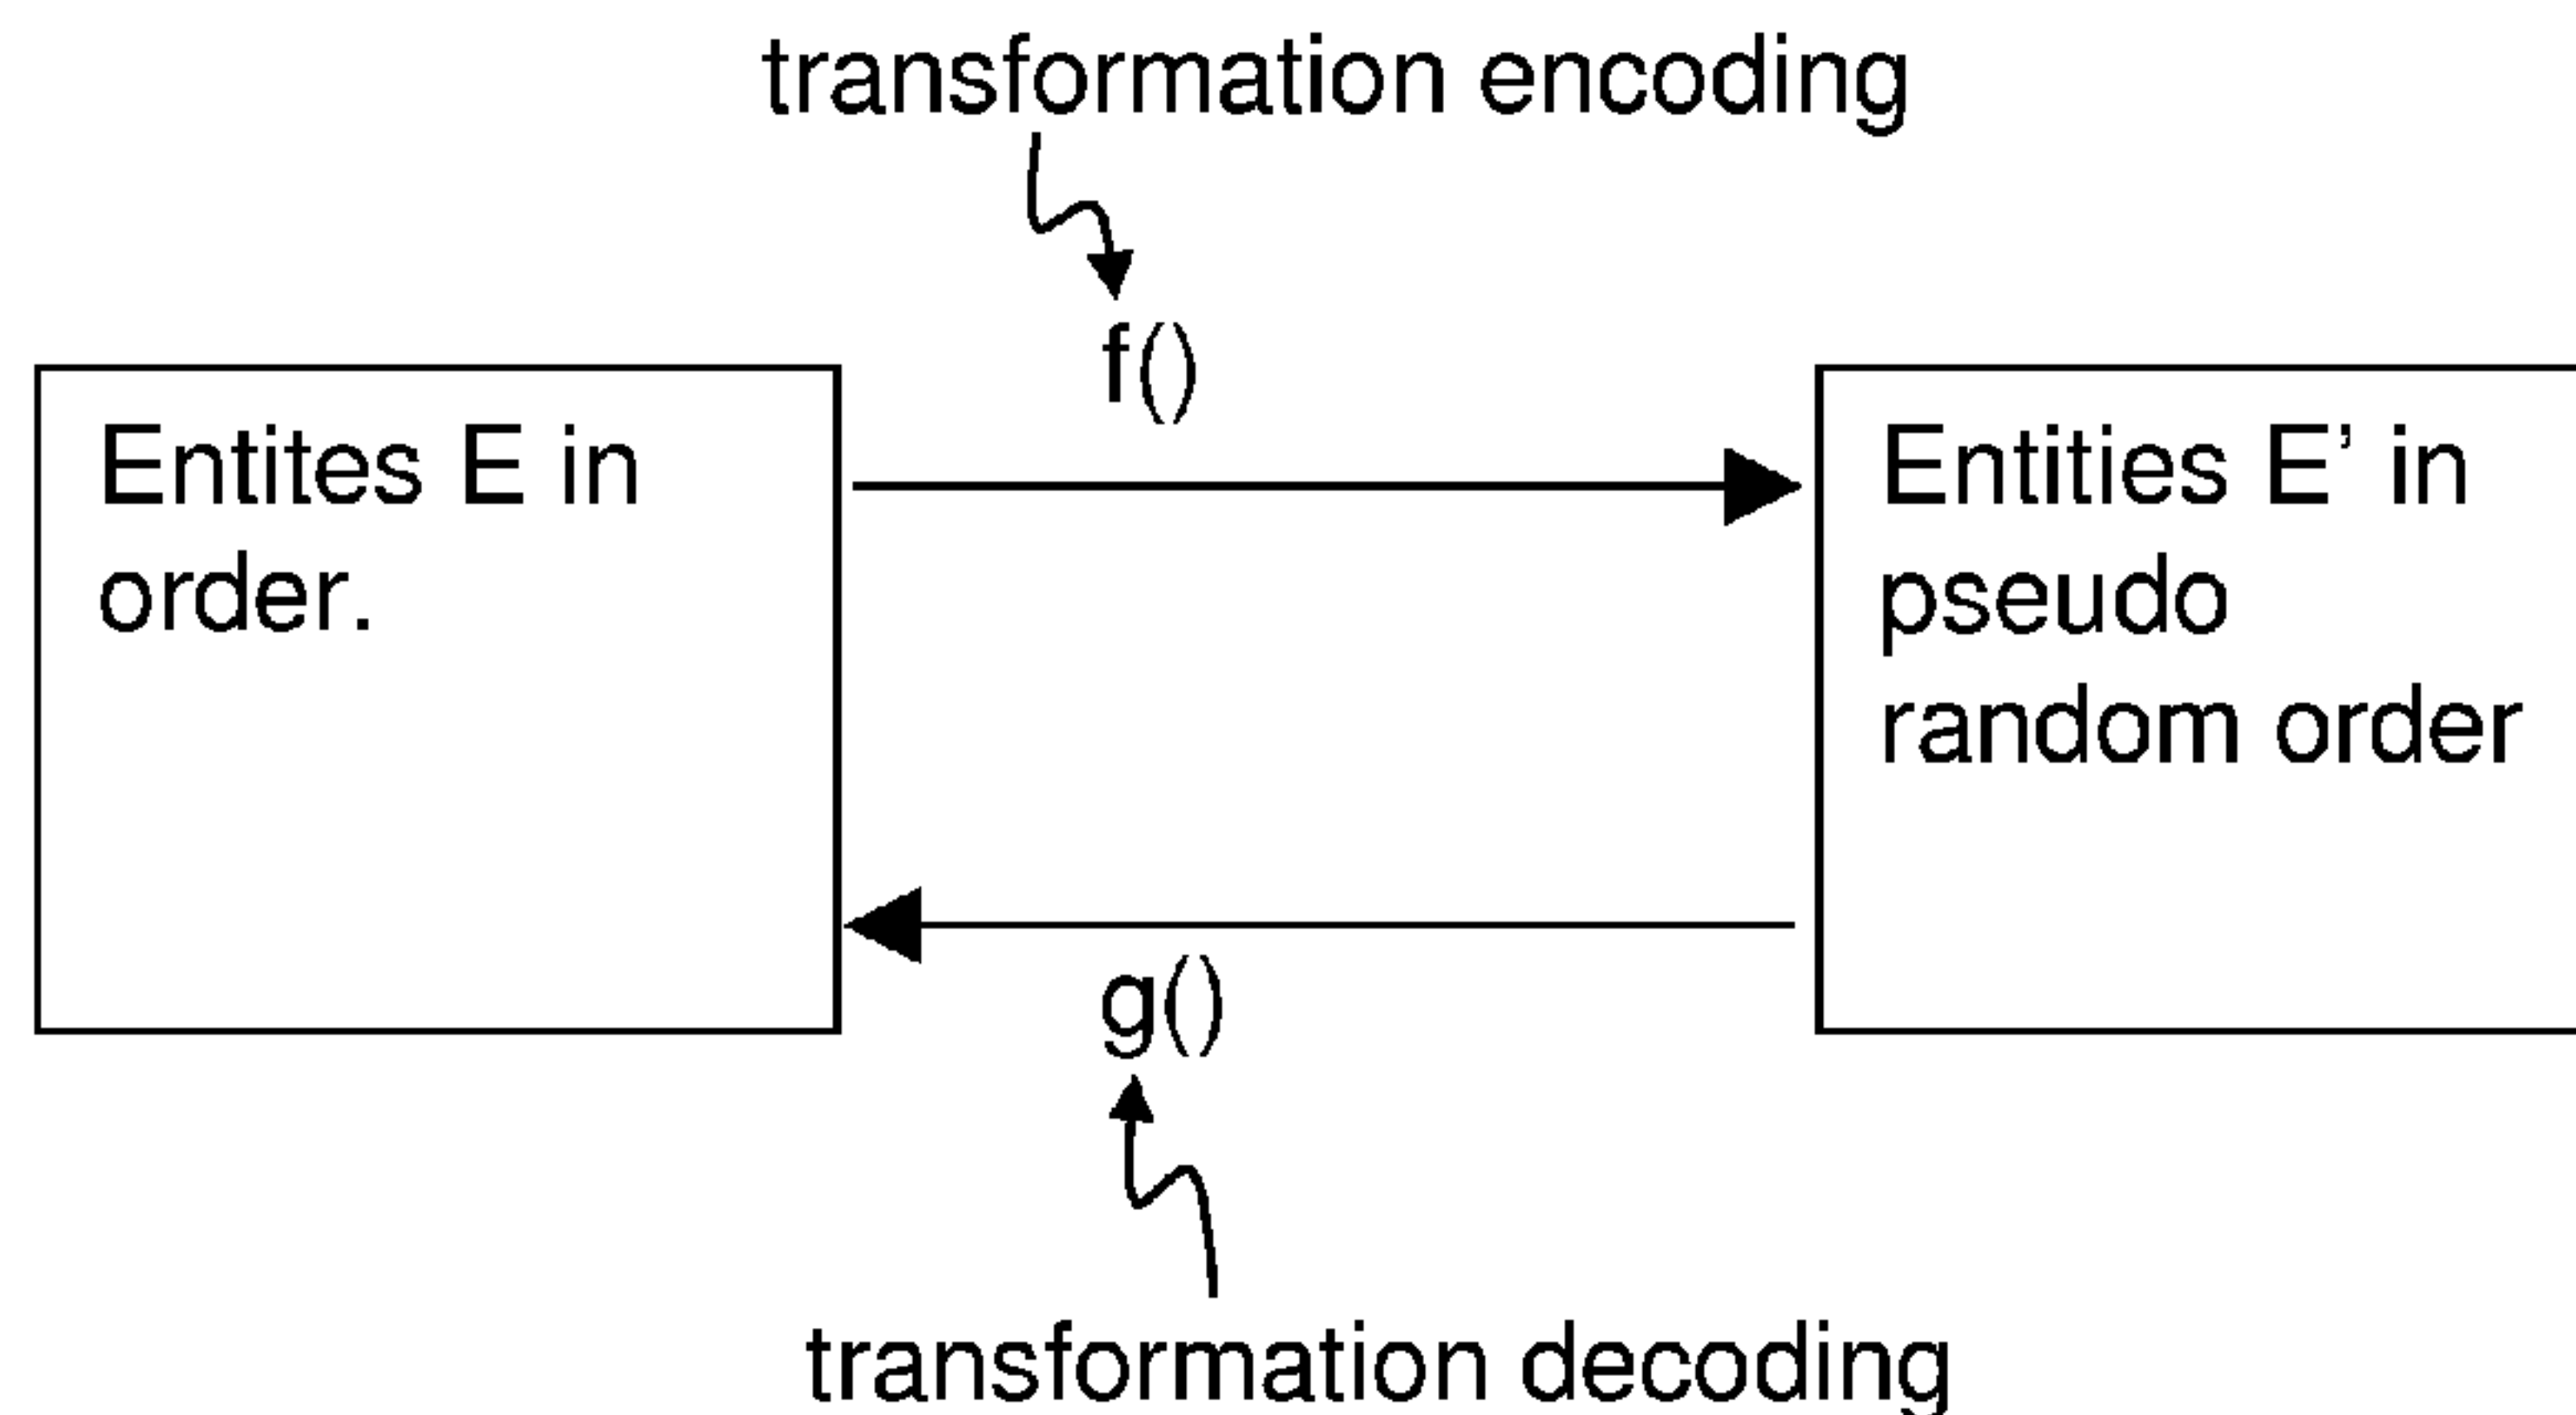 transformation encoding
f()
Entites E in
order.
Entities E’ in
pseudo
random order
g()
transformation decoding